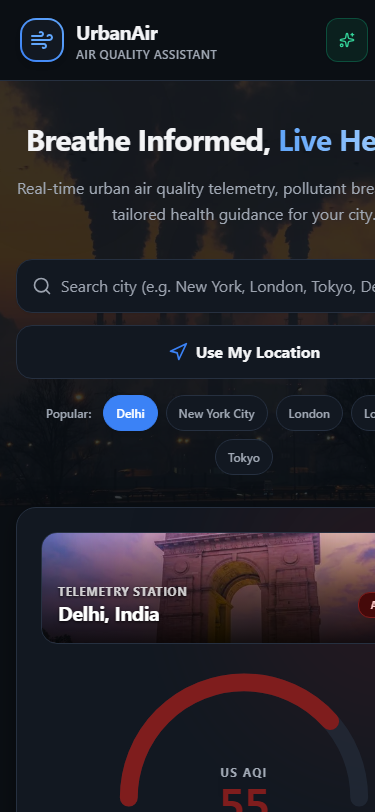 UrbanAir
AIR QUALITY ASSISTANT
Breathe Informed, Live He
Real-time urban air quality telemetry, pollutant bre
tailored health guidance for your city.
Search city (e.g. New York, London, Tokyo, De
Use My Location
Popular: Delhi New York City London Lo
Tokyo
TELEMETRY STATION
Delhi, India
A
US AQI
55